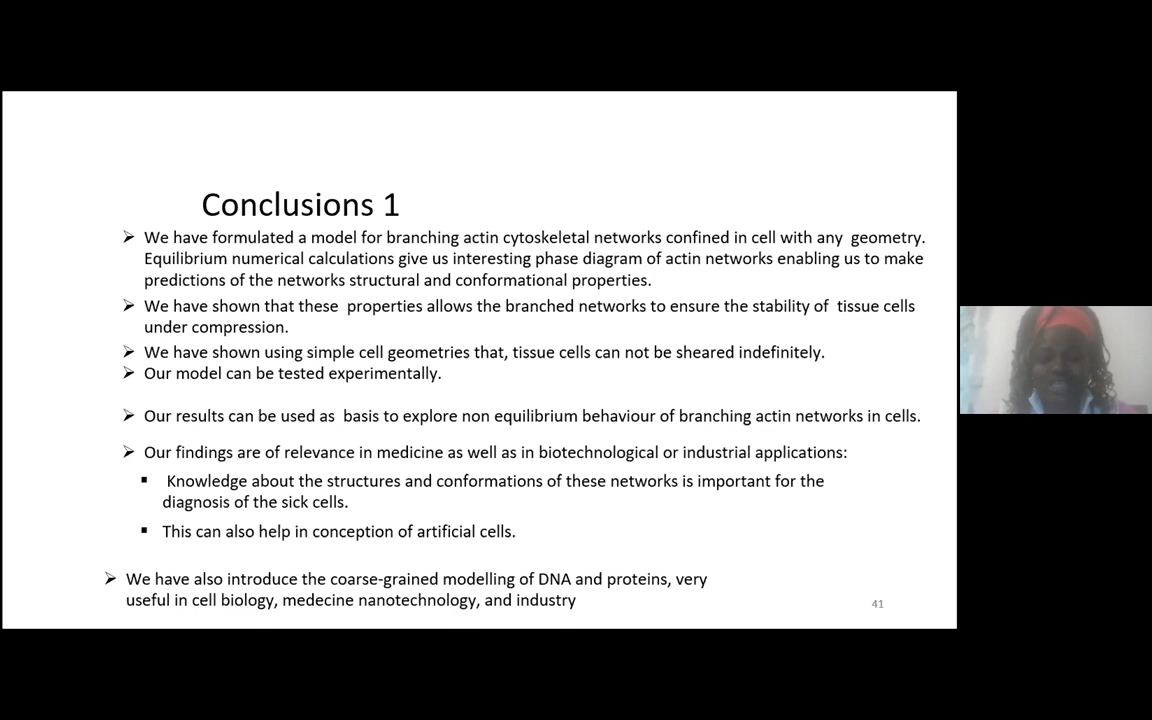 Conclusions 1
➢ We have formulated a model for branching actin cytoskeletal networks confined in cell with any geometry.
Equilibrium numerical calculations give us interesting phase diagram of actin networks enabling us to make
predictions of the networks structural and conformational properties.
➢ We have shown that these properties allows the branched networks to ensure the stability of tissue cells
under compression.
➢ We have shown using simple cell geometries that, tissue cells can not be sheared indefinitely.
➢ Our model can be tested experimentally.
➢ Our results can be used as basis to explore non equilibrium behaviour of branching actin networks in cells.
➢ Our findings are of relevance in medicine as well as in biotechnological or industrial applications:
▪ Knowledge about the structures and conformations of these networks is important for the
diagnosis of the sick cells.
▪ This can also help in conception of artificial cells.
➢ We have also introduce the coarse-grained modelling of DNA and proteins, very
useful in cell biology, medecine nanotechnology, and industry
41